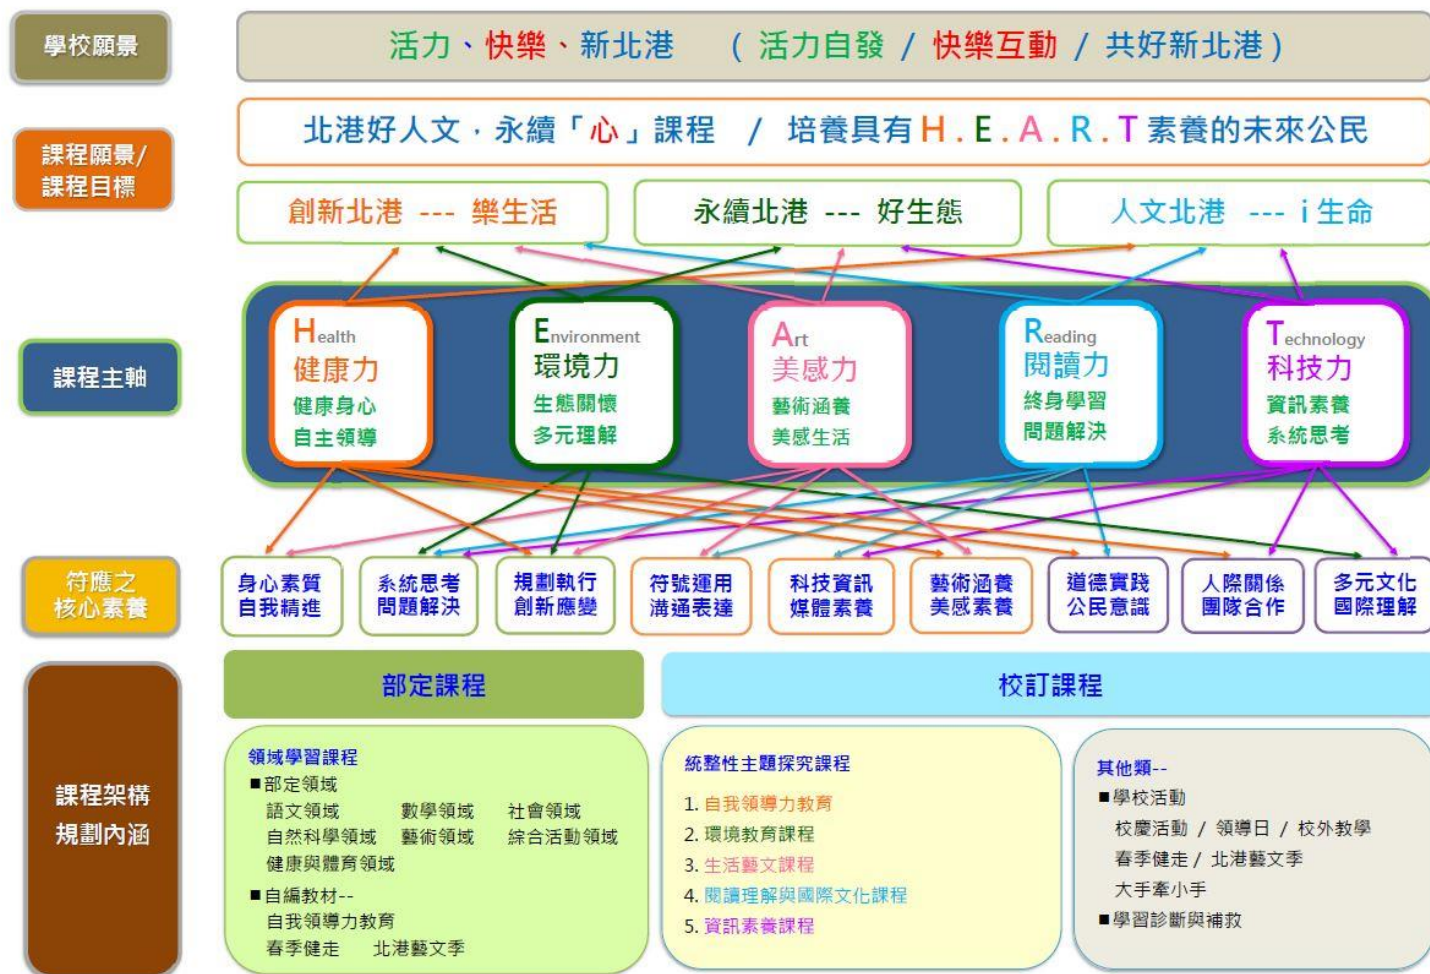 學校願景
活力、快樂、新北港 ( 活力自發 / 快樂互動 / 共好新北港 )
課程願景/
課程目標
北港好人文．永續「心」課程 / 培養具有H.E.A.R.T素養的未來公民
創新北港 --- 樂生活
永續北港 --- 好生態
人文北港 --- i 生命
課程主軸
Health
健康力
健康身心
自主領導
Environment
環境力
生態關懷
多元理解
Art
美感力
藝術涵養
美感生活
Reading
閱讀力
終身學習
問題解決
Technology
科技力
資訊素養
系統思考
符應之
核心素養
身心素質
自我精進
系統思考
問題解決
規劃執行
創新應變
符號運用
溝通表達
科技資訊
媒體素養
藝術涵養
美感素養
道德實踐
公民意識
人際關係
團隊合作
多元文化
國際理解
課程架構
規劃內涵
部定課程
領域學習課程
■部定領域
語文領域 數學領域 社會領域
自然科學領域 藝術領域 綜合活動領域
健康與體育領域
■自編教材--
自我領導力教育
春季健走 北港藝文季
校訂課程
統整性主題探究課程
1. 自我領導力教育
2. 環境教育課程
3. 生活藝文課程
4. 閱讀理解與國際文化課程
5. 資訊素養課程
其他類--
■學校活動
校慶活動 / 領導日 / 校外教學
春季健走 / 北港藝文季
大手牽小手
■學習診斷與補救